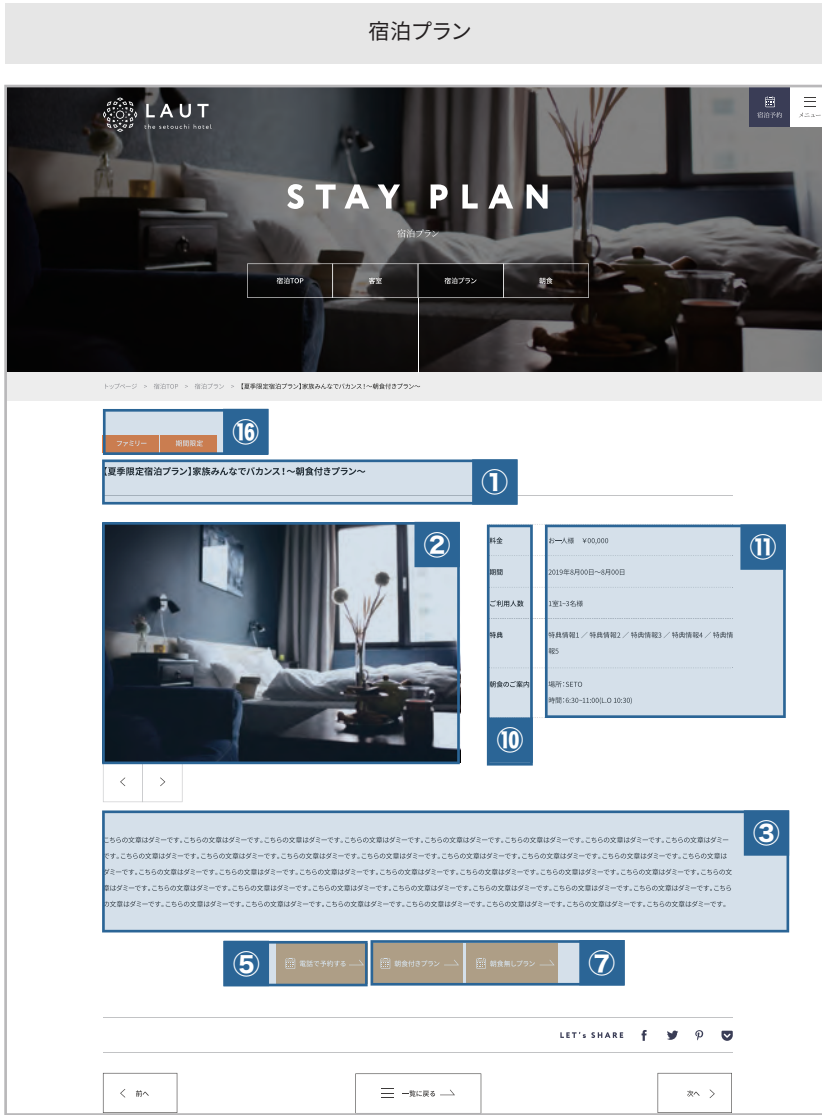 宿泊プラン
LAUT
the setouchi hotel
宿泊予約
メニュー
STAY PLAN
宿泊プラン
宿泊TOP 客室 宿泊プラン 朝食
トップページ > 宿泊TOP > 宿泊プラン > 【夏季限定宿泊プラン】家族みんなでバカンス!〜朝食付きプラン〜
⑯
ファミリー 期間限定
【夏季限定宿泊プラン】家族みんなでバカンス!〜朝食付きプラン〜
①
②
料金 お一人様 ¥00,000
⑪
期間 2019年8月00日〜8月00日
ご利用人数 1室1~3名様
特典 特典情報1 / 特典情報2 / 特典情報3 / 特典情報4 / 特典情
報5
朝食のご案内 場所:SETO
時間:6:30~11:00(L.O 10:30)
⑩
③
こちらの文章はダミーです。こちらの文章はダミーです。こちらの文章はダミーです。こちらの文章はダミーです。こちらの文章はダミーです。こちらの文章はダミーです。こちらの文章はダミーです。こちらの文章はダミー
です。こちらの文章はダミーです。こちらの文章はダミーです。こちらの文章はダミーです。こちらの文章はダミーです。こちらの文章はダミーです。こちらの文章はダミーです。こちらの文章はダミーです。こちらの文章は
ダミーです。こちらの文章はダミーです。こちらの文章はダミーです。こちらの文章はダミーです。こちらの文章はダミーです。こちらの文章はダミーです。こちらの文章はダミーです。こちらの文章はダミーです。こちらの文
章はダミーです。こちらの文章はダミーです。こちらの文章はダミーです。こちらの文章はダミーです。こちらの文章はダミーです。こちらの文章はダミーです。こちらの文章はダミーです。こちらの文章はダミーです。こちら
の文章はダミーです。こちらの文章はダミーです。こちらの文章はダミーです。こちらの文章はダミーです。こちらの文章はダミーです。こちらの文章はダミーです。こちらの文章はダミーです。こちらの文章はダミーです。
⑤ 電話で予約する 朝食付きプラン 朝食無しプラン ⑦
LET's SHARE
前へ 一覧に戻る 次へ